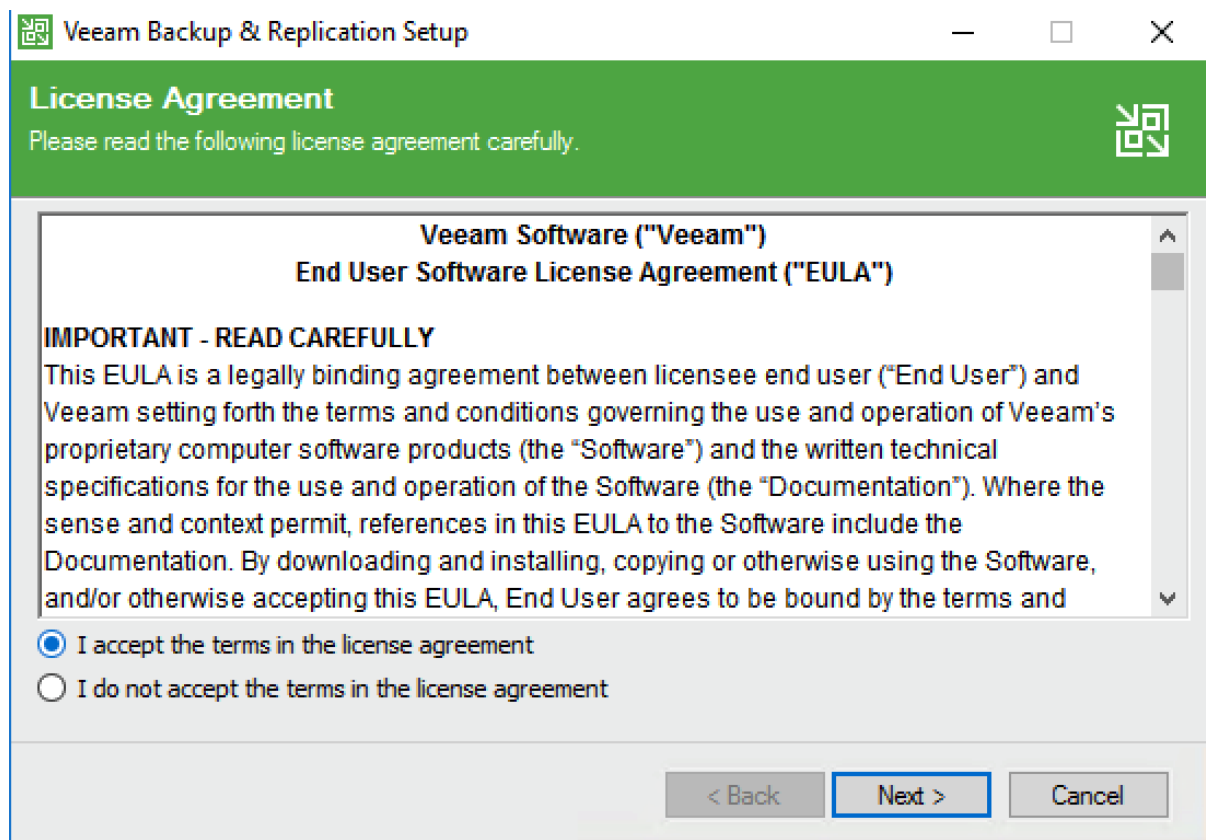 Veeam Backup & Replication Setup
License Agreement
Please read the following license agreement carefully.
Veeam Software ("Veeam")
End User Software License Agreement ("EULA")
IMPORTANT - READ CAREFULLY
This EULA is a legally binding agreement between licensee end user (“End User”) and
Veeam setting forth the terms and conditions governing the use and operation of Veeam’s
proprietary computer software products (the “Software”) and the written technical
specifications for the use and operation of the Software (the “Documentation”). Where the
sense and context permit, references in this EULA to the Software include the
Documentation. By downloading and installing, copying or otherwise using the Software,
and/or otherwise accepting this EULA, End User agrees to be bound by the terms and
I accept the terms in the license agreement
I do not accept the terms in the license agreement
< Back Next > Cancel